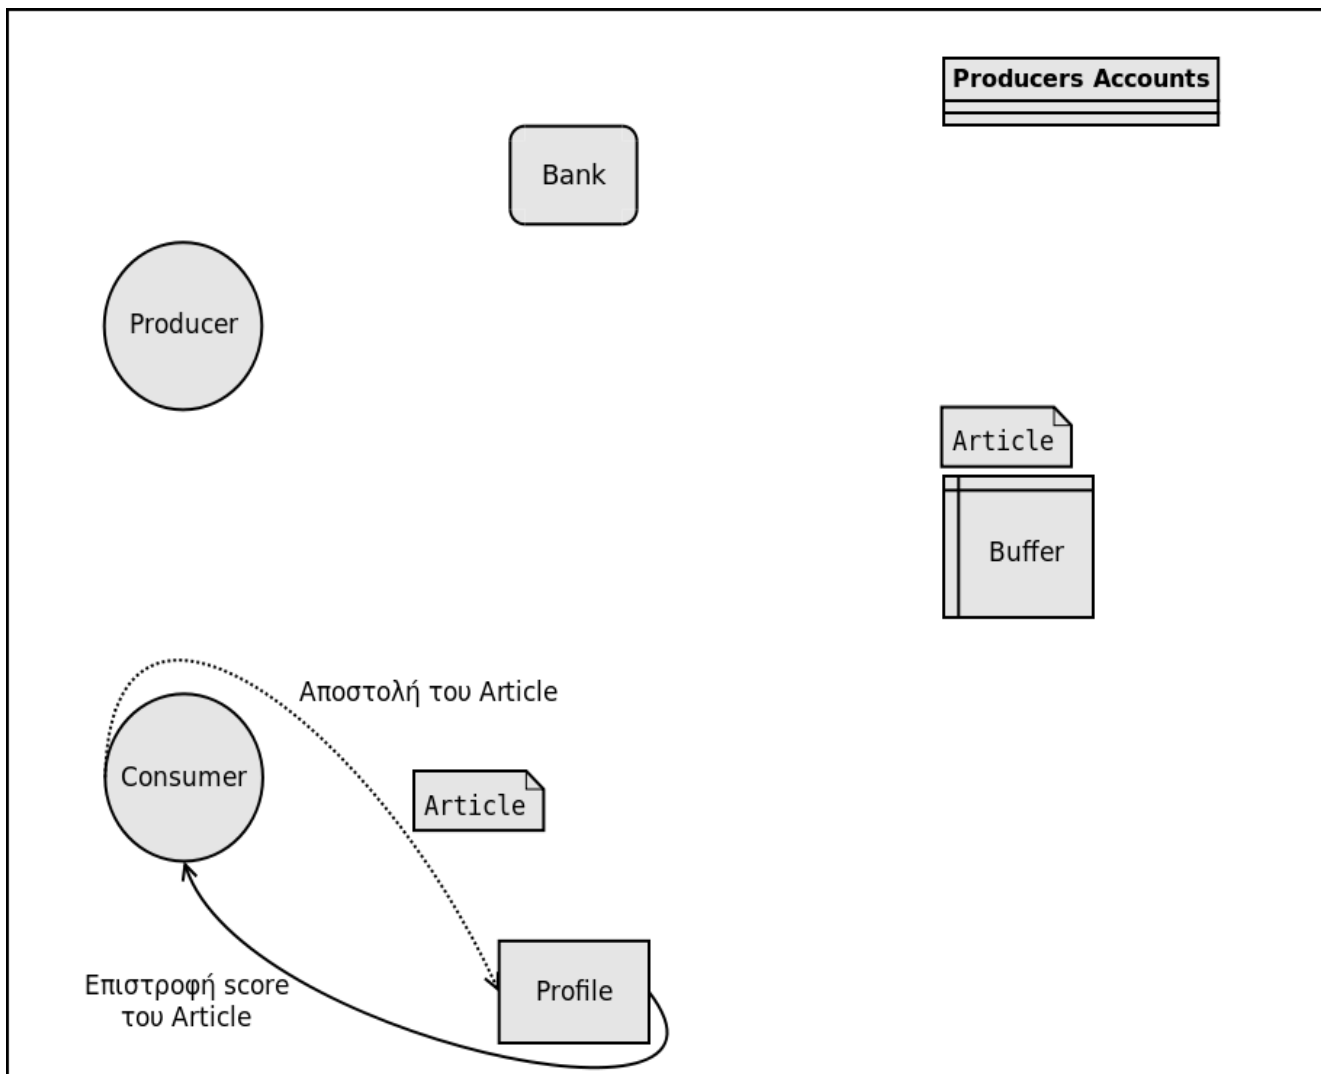 Producers Accounts
Bank
Producer
Article
Buffer
Αποστολή του Article
Consumer
Article
Επιστροφή score
του Article
Profile